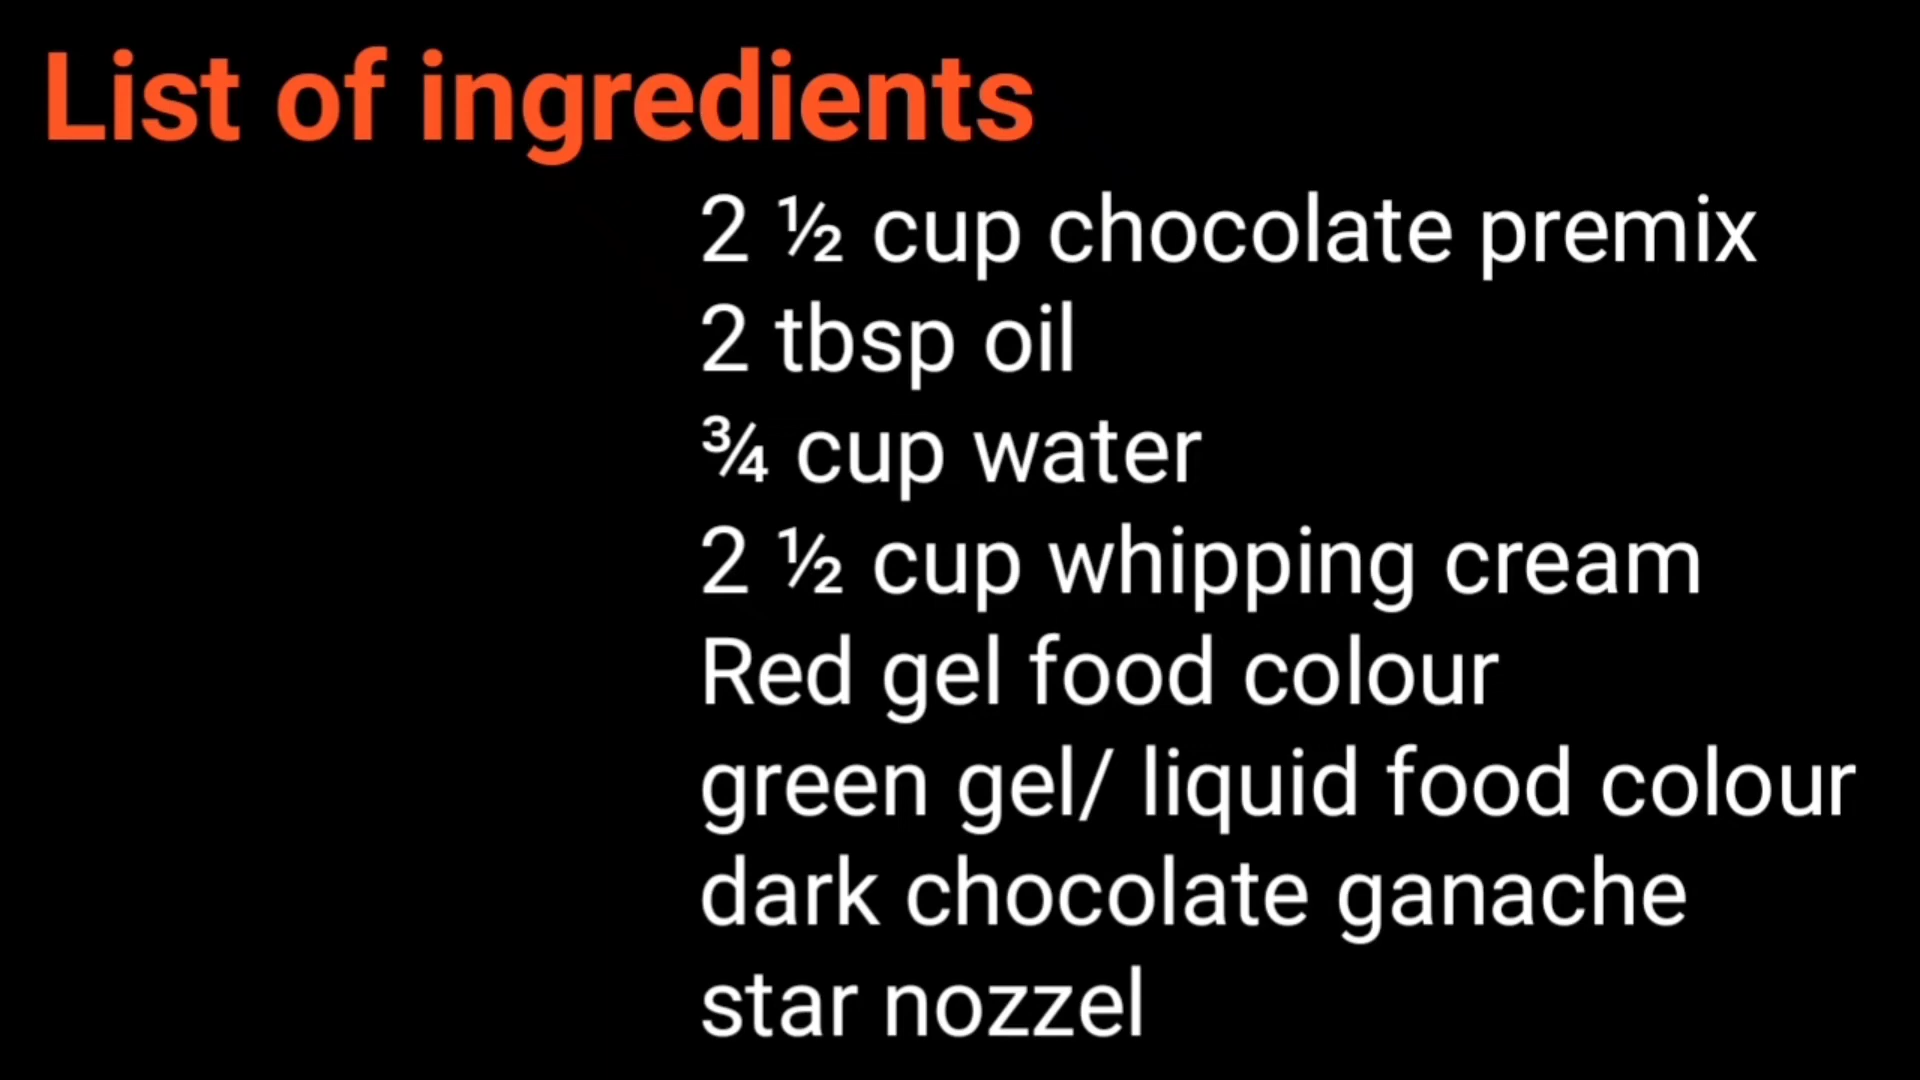 List of ingredients
2 ½ cup chocolate premix
2 tbsp oil
¾ cup water
2 ½ cup whipping cream
Red gel food colour
green gel/ liquid food colour
dark chocolate ganache
star nozzel